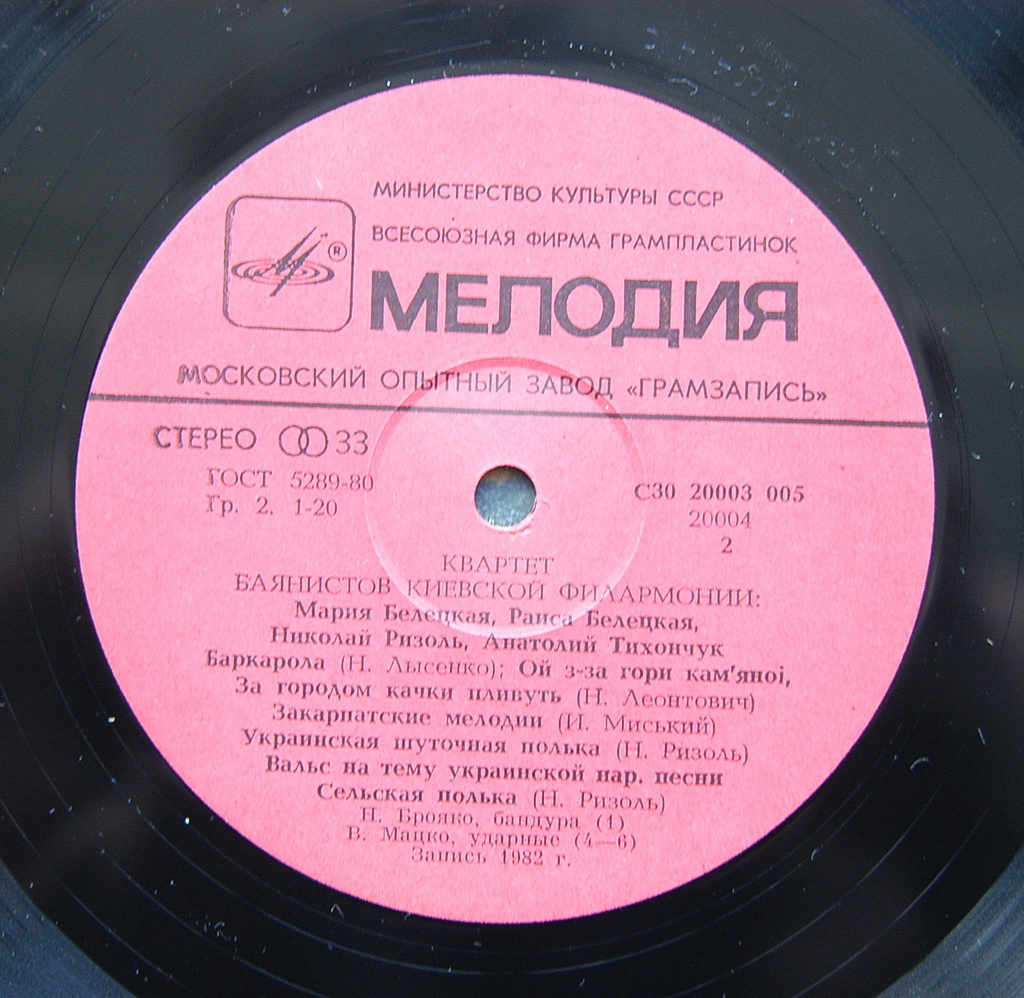 МИНИСТЕРСТВО КУЛЬТУРЫ СССР
ВСЕСОЮЗНАЯ ФИРМА ГРАМПЛАСТИНОК
®
МЕЛОДИЯ
МОСКОВСКИЙ ОПЫТНЫЙ ЗАВОД «ГРАМЗАПИСЬ»
СТЕРЕО 33
ГОСТ 5289-80
Гр. 2. 1-20
С30 20003 005
20004
2
КВАРТЕТ
БАЯНИСТОВ КИЕВСКОЙ ФИЛАРМОНИИ:
Мария Белецкая, Раиса Белецкая,
Николай Ризоль, Анатолий Тихончук
Баркарола (Н. Лысенко); Ой з-за гори кам'яноі,
За городом качки пливуть (Н. Леонтович)
Закарпатские мелодии (И. Миський)
Украинская шуточная полька (Н. Ризоль)
Вальс на тему украинской нар. песни
Сельская полька (Н. Ризоль)
Н. Брояко, бандура (1)
В. Мацко, ударные (4—6)
Запись 1982 г.